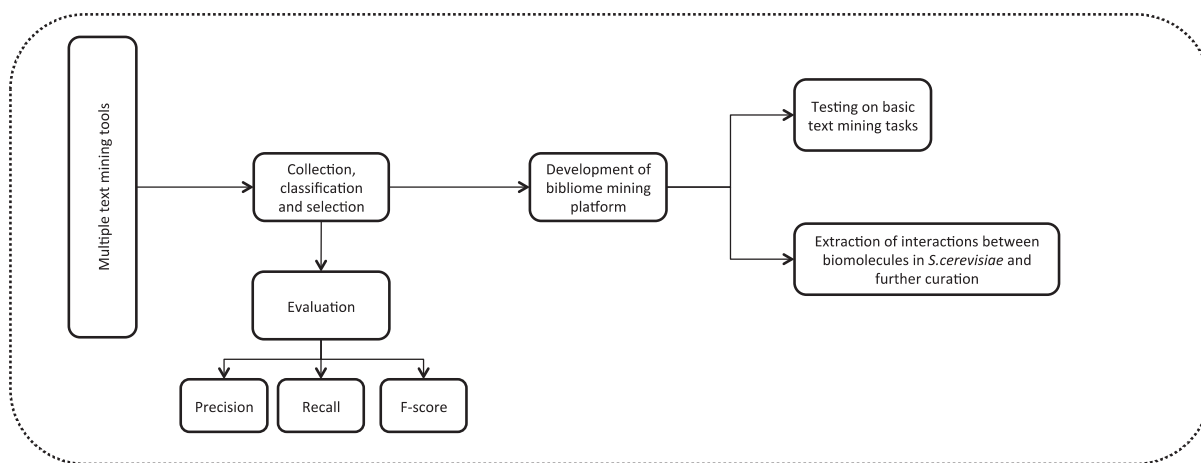 Multiple text mining tools
Collection,
classification
and selection
Development of
bibliome mining
platform
Testing on basic
text mining tasks
Extraction of interactions between
biomolecules in S.cerevisiae and
further curation
Evaluation
Precision
Recall
F-score